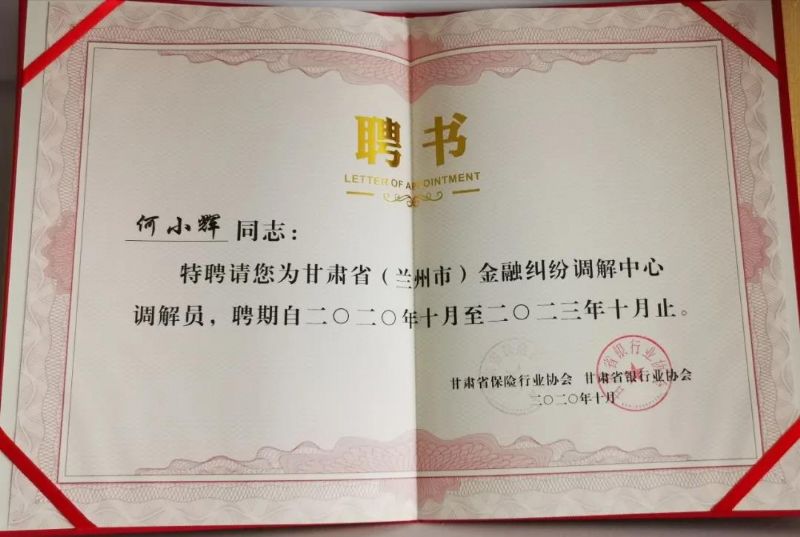 聘书
LETTER OF APPOINTMENT
何小辉 同志：
特聘请您为甘肃省（兰州市）金融纠纷调解中心
调解员，聘期自二〇二〇年十月至二〇二三年十月止。
甘肃省保险行业协会 甘肃省银行业协会
二〇二〇年十月